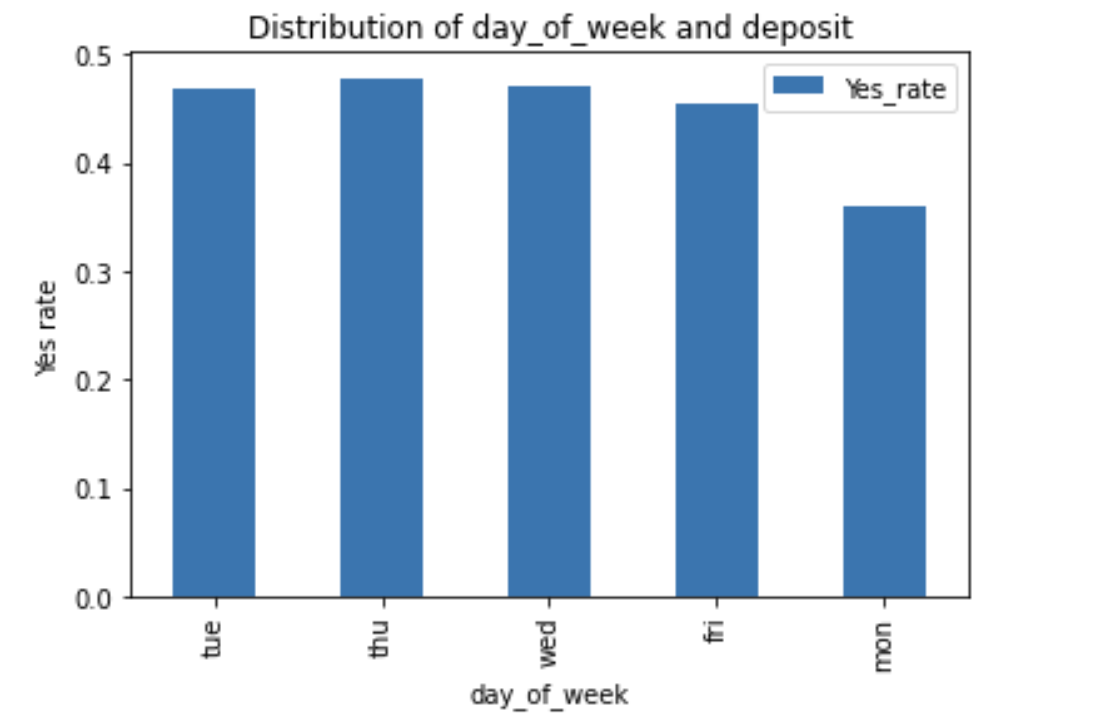 Distribution of day_of_week and deposit
Yes_rate
Yes rate
0.5
0.4
0.3
0.2
0.1
0.0
tue
thu
wed
fri
mon
day_of_week